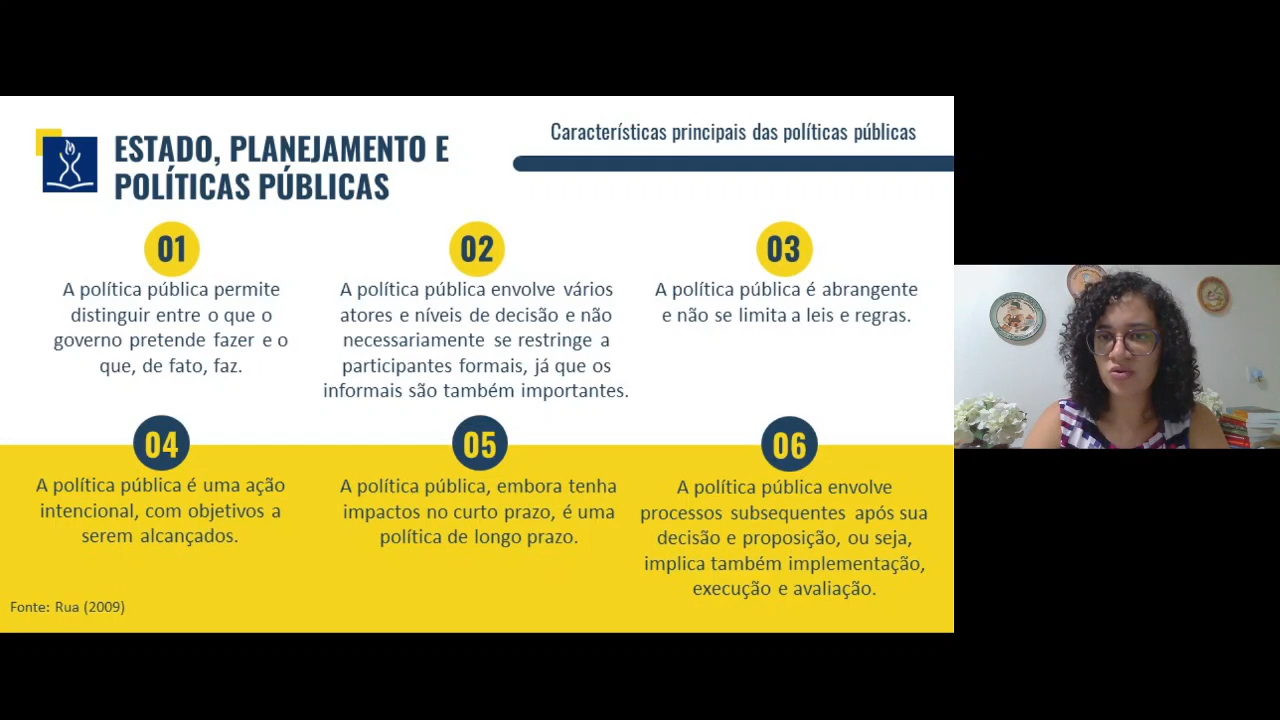 ESTADO, PLANEJAMENTO E
POLÍTICAS PÚBLICAS
Características principais das políticas públicas
01
A política pública permite
distinguir entre o que o
governo pretende fazer e o
que, de fato, faz.
02
A política pública envolve vários
atores e níveis de decisão e não
necessariamente se restringe a
participantes formais, já que os
informais são também importantes.
03
A política pública é abrangente
e não se limita a leis e regras.
04
A política pública é uma ação
intencional, com objetivos a
serem alcançados.
05
A política pública, embora tenha
impactos no curto prazo, é uma
política de longo prazo.
06
A política pública envolve
processos subsequentes após sua
decisão e proposição, ou seja,
implica também implementação,
execução e avaliação.
Fonte: Rua (2009)